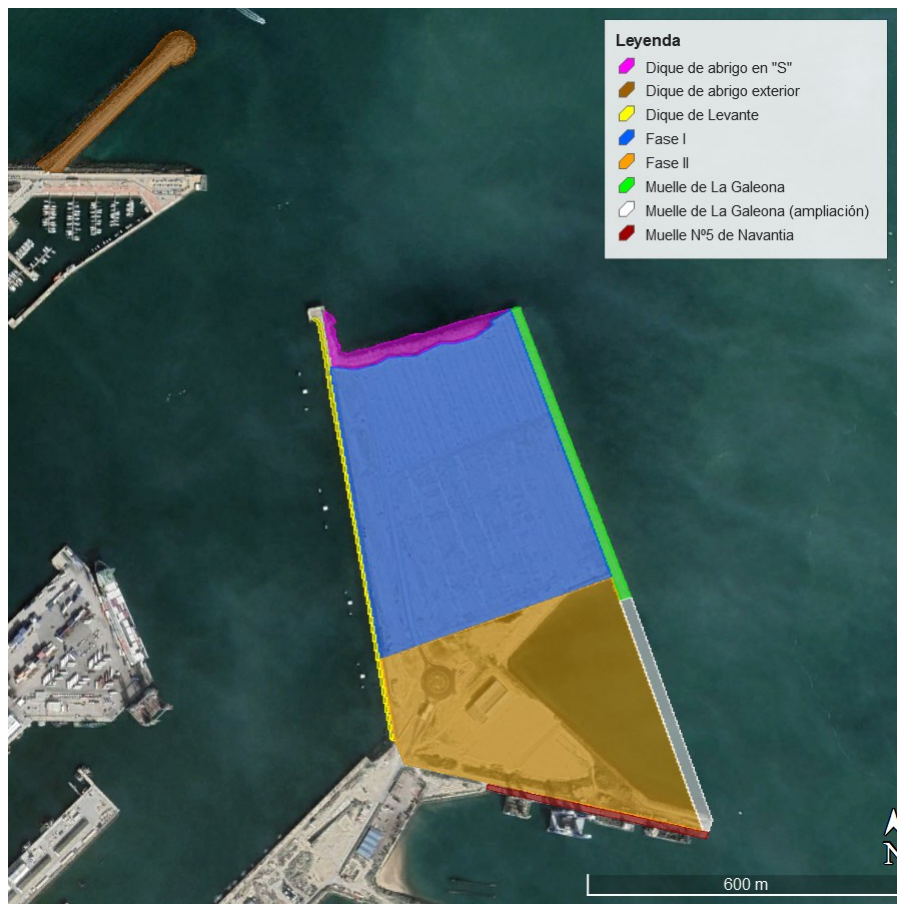 Leyenda
Dique de abrigo en "S"
Dique de abrigo exterior
Dique de Levante
Fase I
Fase II
Muelle de La Galeona
Muelle de La Galeona (ampliación)
Muelle Nº5 de Navantia
N
600 m